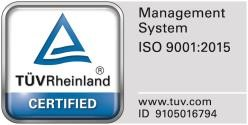 TÜVRheinland
®
CERTIFIED
Management
System
ISO 9001:2015
www.tuv.com
ID 9105016794